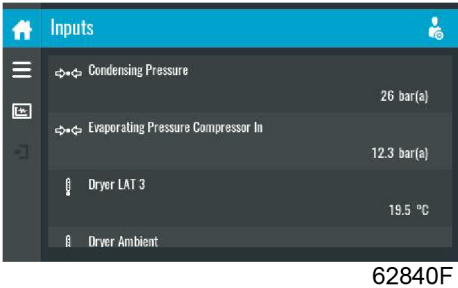 Inputs
Condensing Pressure
26 bar(a)
Evaporating Pressure Compressor In
12.3 bar(a)
Dryer LAT 3
19.5 °C
Dryer Ambient
62840F